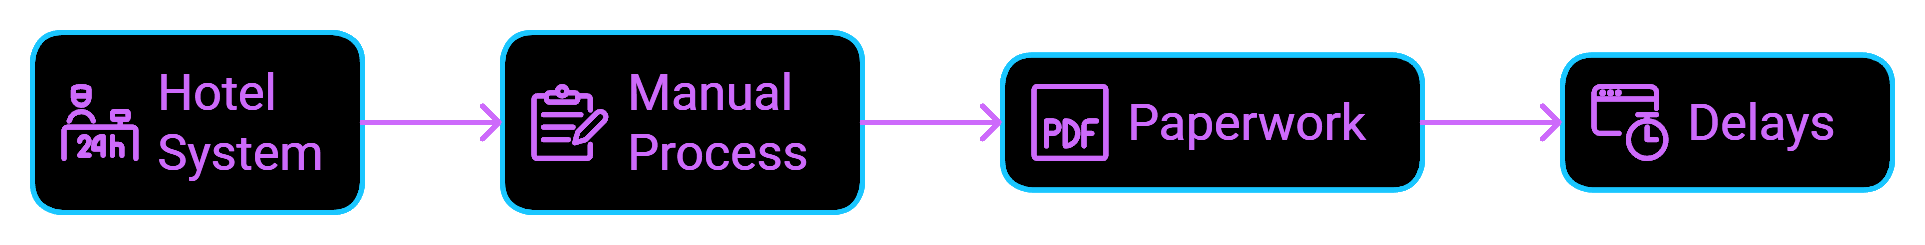 24h
Hotel
System
Manual
Process
PDF
Paperwork
Delays